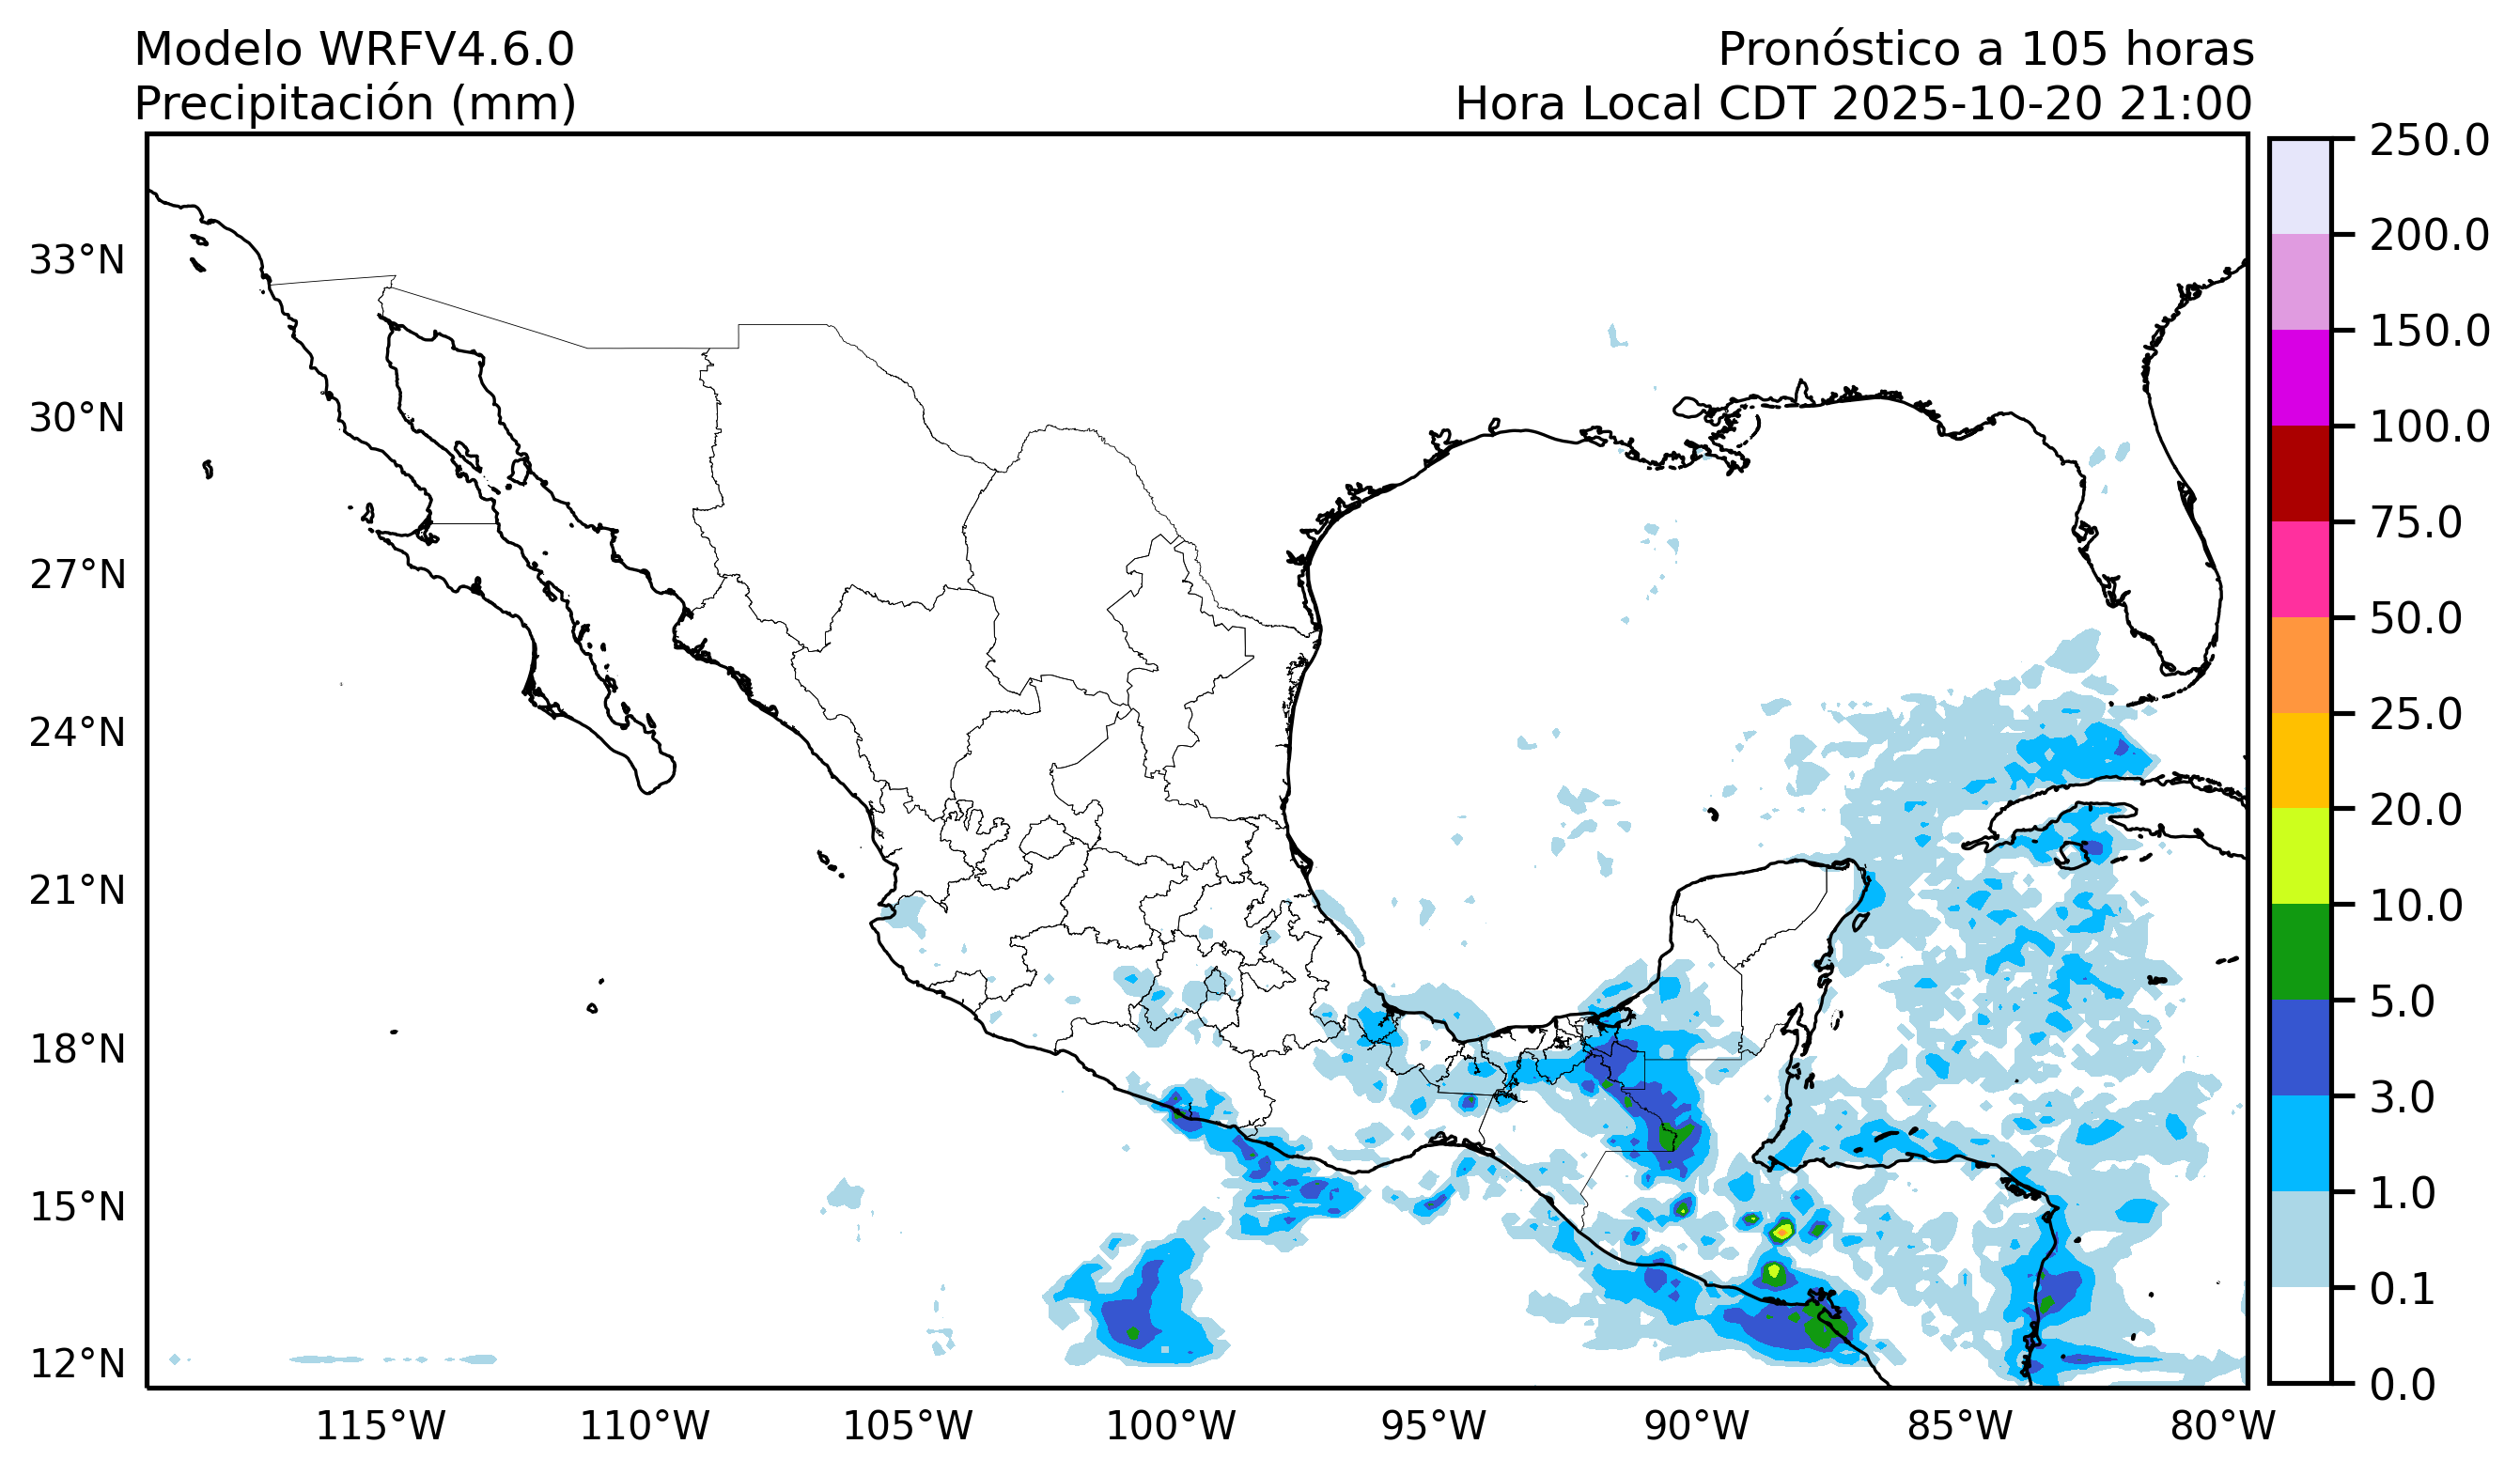 Modelo WRFV4.6.0
Precipitación (mm)
Pronóstico a 105 horas
Hora Local CDT 2025-10-20 21:00
33°N
30°N
27°N
24°N
21°N
18°N
15°N
12°N
115°W
110°W
105°W
100°W
95°W
90°W
85°W
80°W
250.0
200.0
150.0
100.0
75.0
50.0
25.0
20.0
10.0
5.0
3.0
1.0
0.1
0.0